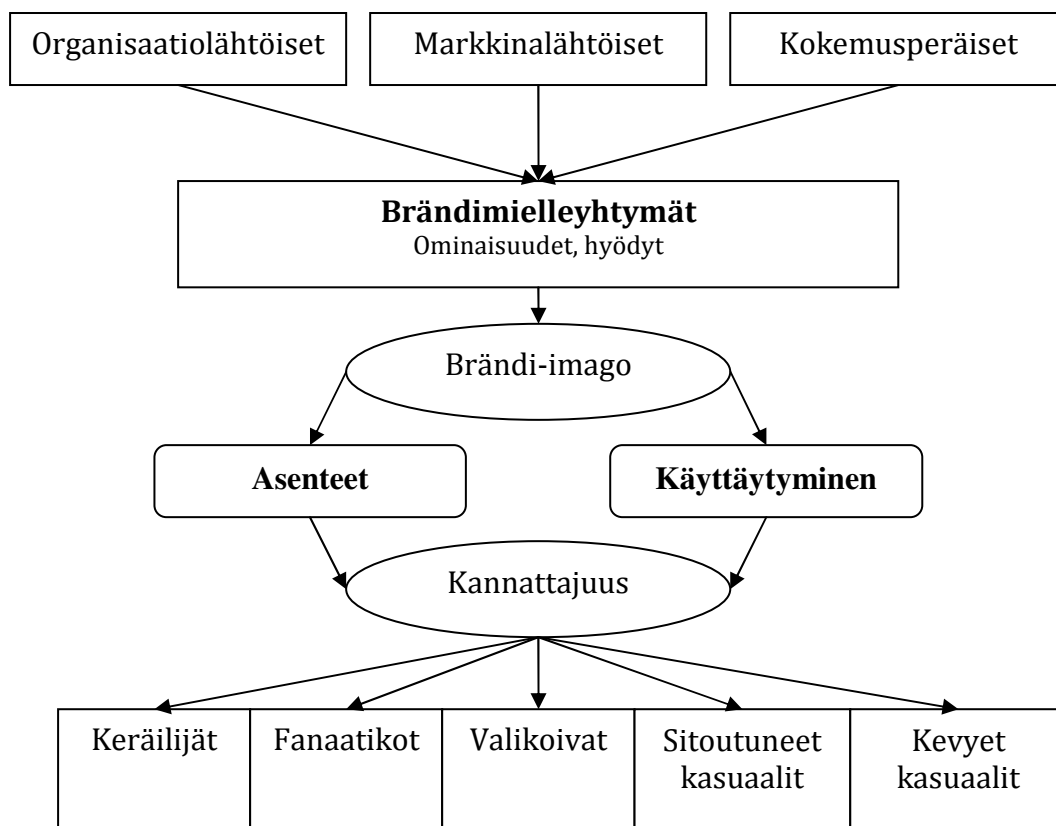 Organisaatiolähtöiset
Markkinalähtöiset
Kokemusperäiset
Brändimielleyhtymät
Ominaisuudet, hyödyt
Brändi-imago
Asenteet
Käyttäytyminen
Kannattajuus
Keräilijät
Fanaatikot
Valikoivat
Sitoutuneet
kasuaalit
Kevyet
kasuaalit